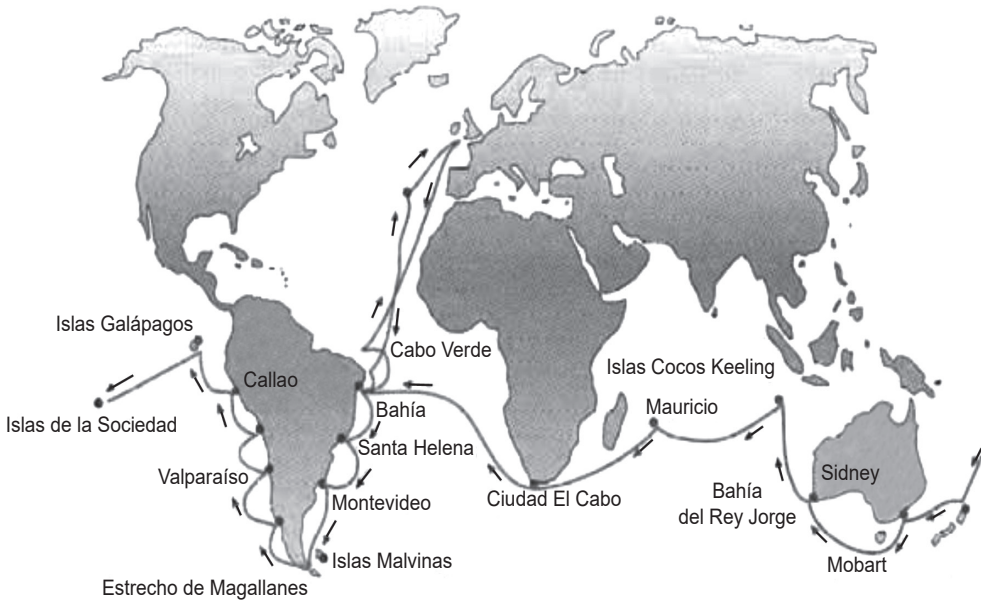 Islas Galápagos
Cabo Verde
Islas Cocos Keeling
Callao
Islas de la Sociedad
Bahía
Mauricio
Santa Helena
Valparaíso
Sidney
Montevideo
Ciudad El Cabo
Bahía
del Rey Jorge
Islas Malvinas
Mobart
Estrecho de Magallanes